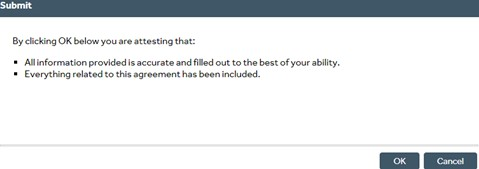 Submit
By clicking OK below you are attesting that:
▪ All information provided is accurate and filled out to the best of your ability.
▪ Everything related to this agreement has been included.
OK Cancel